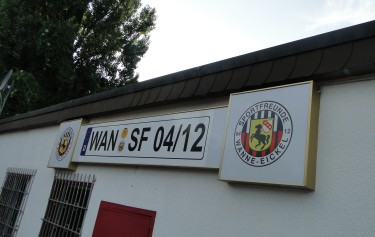 WAN SF 04/12
SPORTFREUNDE
WANNE-EICKEL